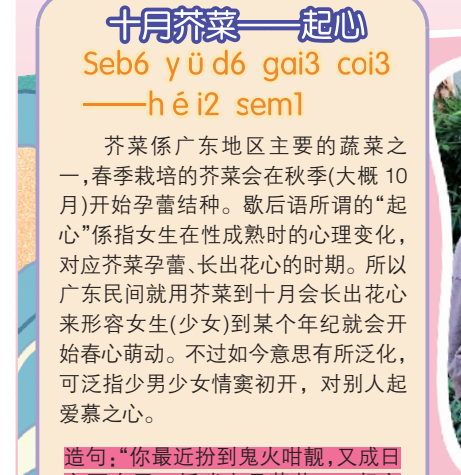 十月芥菜——起心
Seb6 yü d6 gai3 coi3
——h é i2 sem1
芥菜係广东地区主要的蔬菜之
一,春季栽培的芥菜会在秋季(大概 10
月)开始孕蕾结种。歇后语所谓的“起
心”係指女生在性成熟时的心理变化,
对应芥菜孕蕾、长出花心的时期。所以
广东民间就用芥菜到十月会长出花心
来形容女生(少女)到某个年纪就会开
始春心萌动。不过如今意思有所泛化,
可泛指少男少女情窦初开，对别人起
爱慕之心。
造句:“你最近扮到鬼火咁靓,又成日